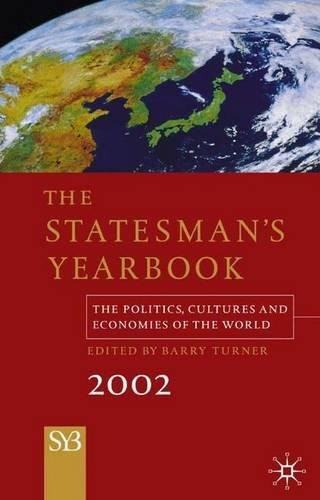 THE
STATESMAN'S
YEARBOOK
THE POLITICS, CULTURES AND
ECONOMIES OF THE WORLD
EDITED BY BARRY TURNER
2002
SYB